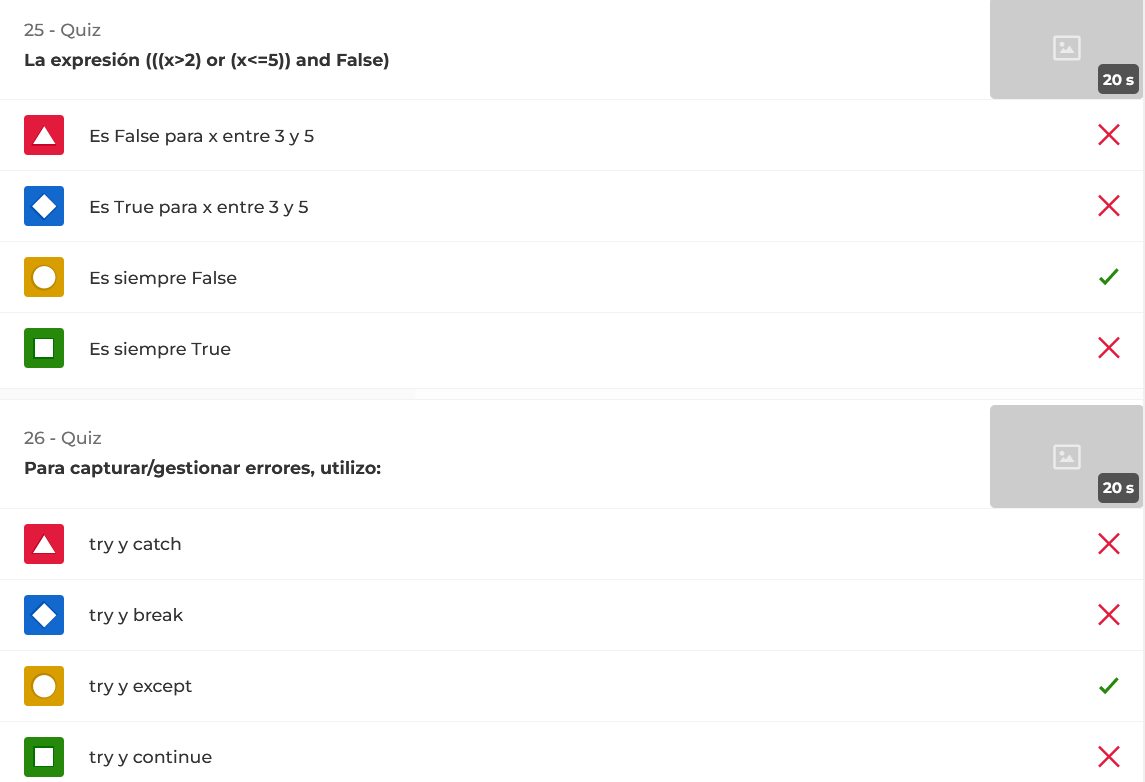 25 - Quiz
La expresión (((x>2) or (x<=5)) and False)
20 s
Es False para x entre 3 y 5
Es True para x entre 3 y 5
Es siempre False
Es siempre True
26 - Quiz
Para capturar/gestionar errores, utilizo:
20 s
try y catch
try y break
try y except
try y continue